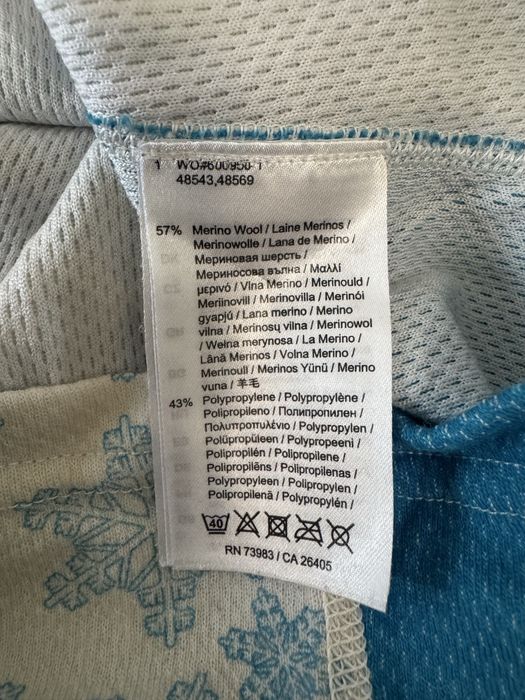 1 WO#600950-1
48543,48569
57% Merino Wool / Laine Merinos /
Merinowolle / Lana de Merino /
Мериновая шерсть /
Мериносова вълна / Μαλλί
μερινό / Vlna Merino / Merinould /
Meriinovill / Merinovilla / Merinói
gyapjú / Lana merino / Merino
vilna / Merinosų vilna / Merinowol
/ Wełna merynosa / La Merino /
Lână Merinos / Volna Merino /
Merinoull / Merinos Yünü / Merino
vuna / 羊毛
43% Polypropylene / Polypropylène /
Polipropileno / Полипропилен /
Πολυπροπυλένιο / Polypropylen /
Polüpropüleen / Polypropeeni /
Polipropilén / Polipropilene /
Polipropilēns / Polipropilenas /
Polypropyleen / Polipropylen /
Polipropilenă / Polypropylén /
40
RN 73983 / CA 26405